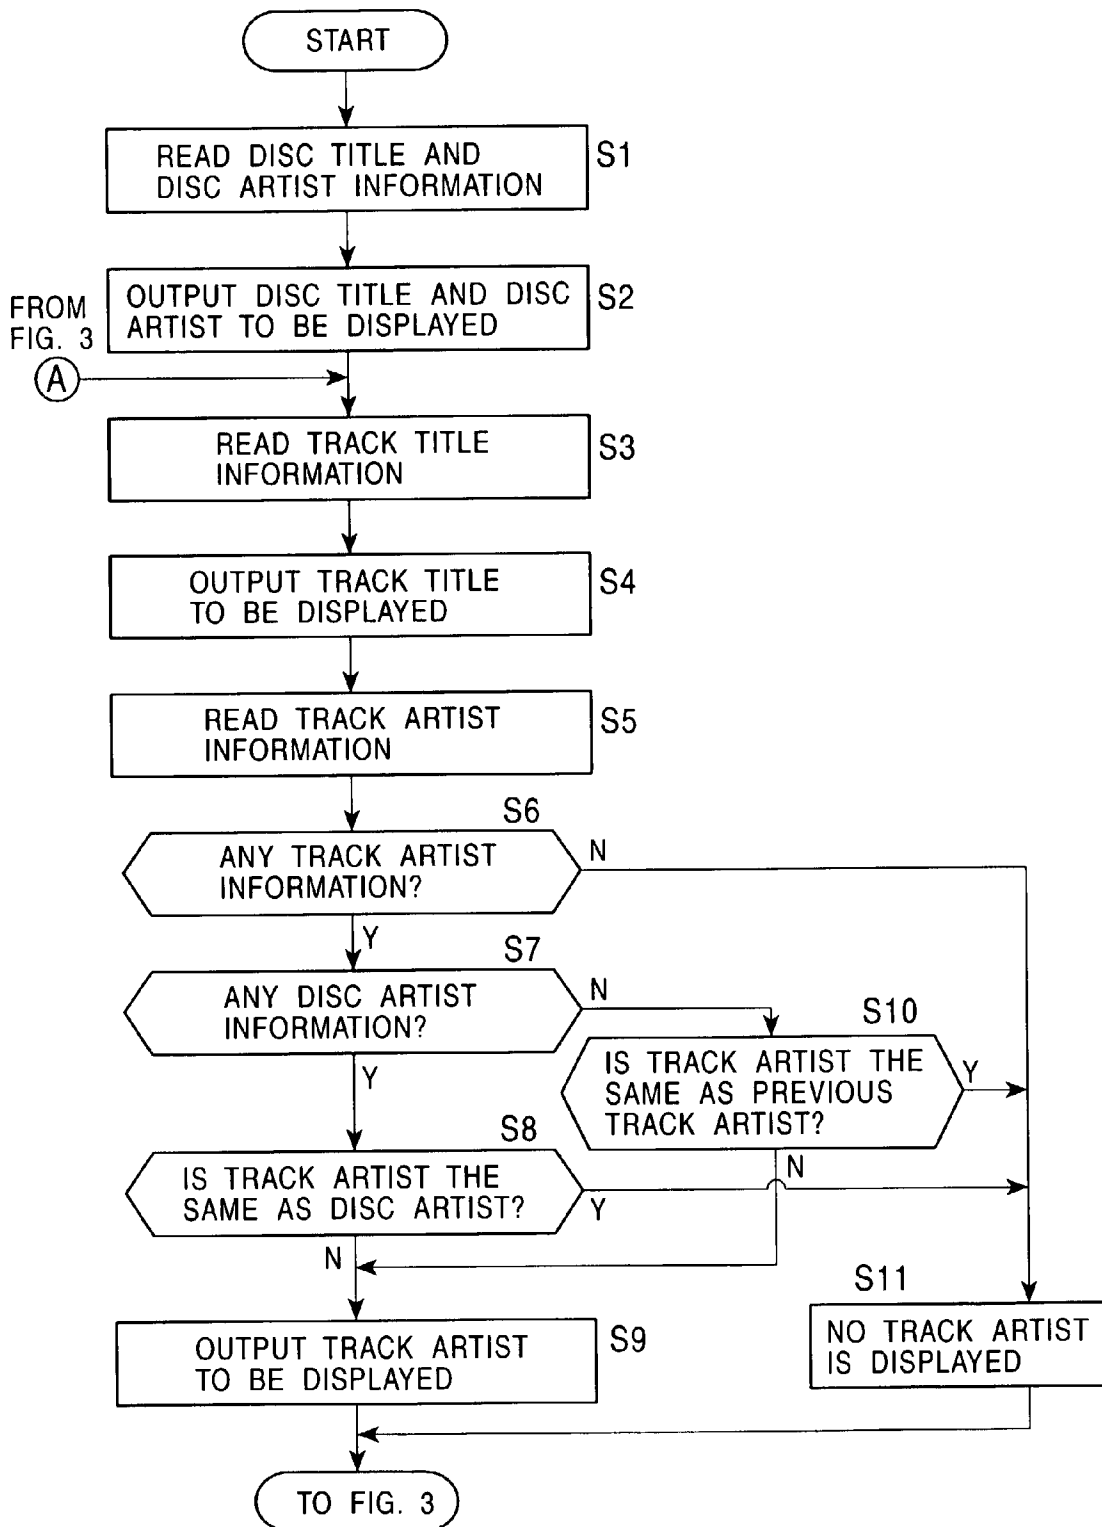 START
READ DISC TITLE AND
DISC ARTIST INFORMATION
S1
OUTPUT DISC TITLE AND DISC
ARTIST TO BE DISPLAYED
S2
FROM
FIG. 3
A
READ TRACK TITLE
INFORMATION
S3
OUTPUT TRACK TITLE
TO BE DISPLAYED
S4
READ TRACK ARTIST
INFORMATION
S5
S6
ANY TRACK ARTIST
INFORMATION?
N
Y
S7
ANY DISC ARTIST
INFORMATION?
N
Y
S10
IS TRACK ARTIST THE
SAME AS PREVIOUS
TRACK ARTIST?
Y
N
S8
IS TRACK ARTIST THE
SAME AS DISC ARTIST?
Y
N
S9
OUTPUT TRACK ARTIST
TO BE DISPLAYED
S11
NO TRACK ARTIST
IS DISPLAYED
TO FIG. 3